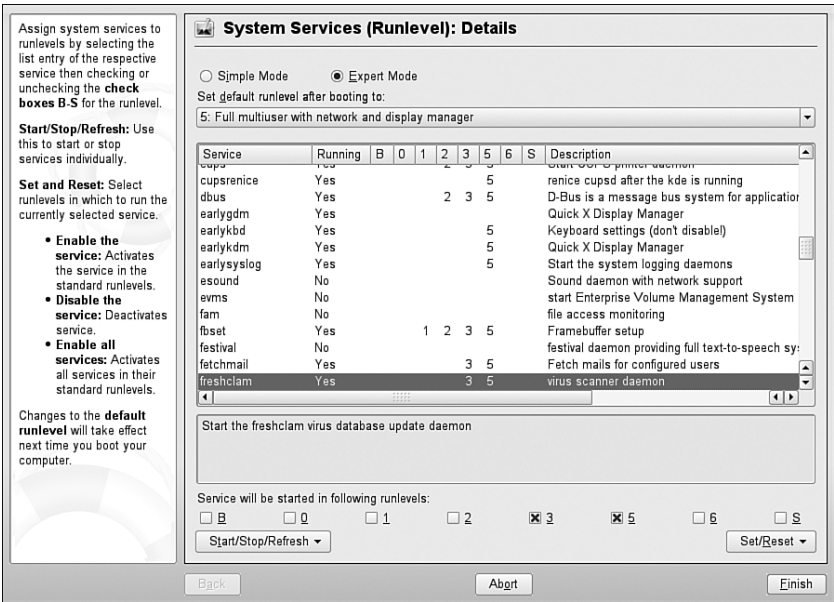 Assign system services to
runlevels by selecting the
list entry of the respective
service then checking or
unchecking the check
boxes B-S for the runlevel.
Start/Stop/Refresh: Use
this to start or stop
services individually.
Set and Reset: Select
runlevels in which to run the
currently selected service.
• Enable the
service: Activates
the service in the
standard runlevels.
• Disable the
service: Deactivates
service.
• Enable all
services: Activates
all services in their
standard runlevels.
Changes to the default
runlevel will take effect
next time you boot your
computer.
System Services (Runlevel): Details
Simple Mode Expert Mode
Set default runlevel after booting to:
5: Full multiuser with network and display manager
Service Running B 0 1 2 3 5 6 S Description
cups Yes 2 3 5 Start CUPS printer daemon
cupsrenice Yes 5 renice cupsd after the kde is running
dbus Yes 2 3 5 D-Bus is a message bus system for application
earlygdm Yes Quick X Display Manager
earlykbd Yes 5 Keyboard settings (don't disable!)
earlykdm Yes 5 Quick X Display Manager
earlysyslog Yes 5 Start the system logging daemons
esound No Sound daemon with network support
evms No start Enterprise Volume Management System
fam No file access monitoring
fbset Yes 1 2 3 5 Framebuffer setup
festival No festival daemon providing full text-to-speech sy
fetchmail Yes 3 5 Fetch mails for configured users
freshclam Yes 3 5 virus scanner daemon
Start the freshclam virus database update daemon
Service will be started in following runlevels:
B 0 1 2 3 5 6 S
Start/Stop/Refresh Set/Reset
Back Abort Finish